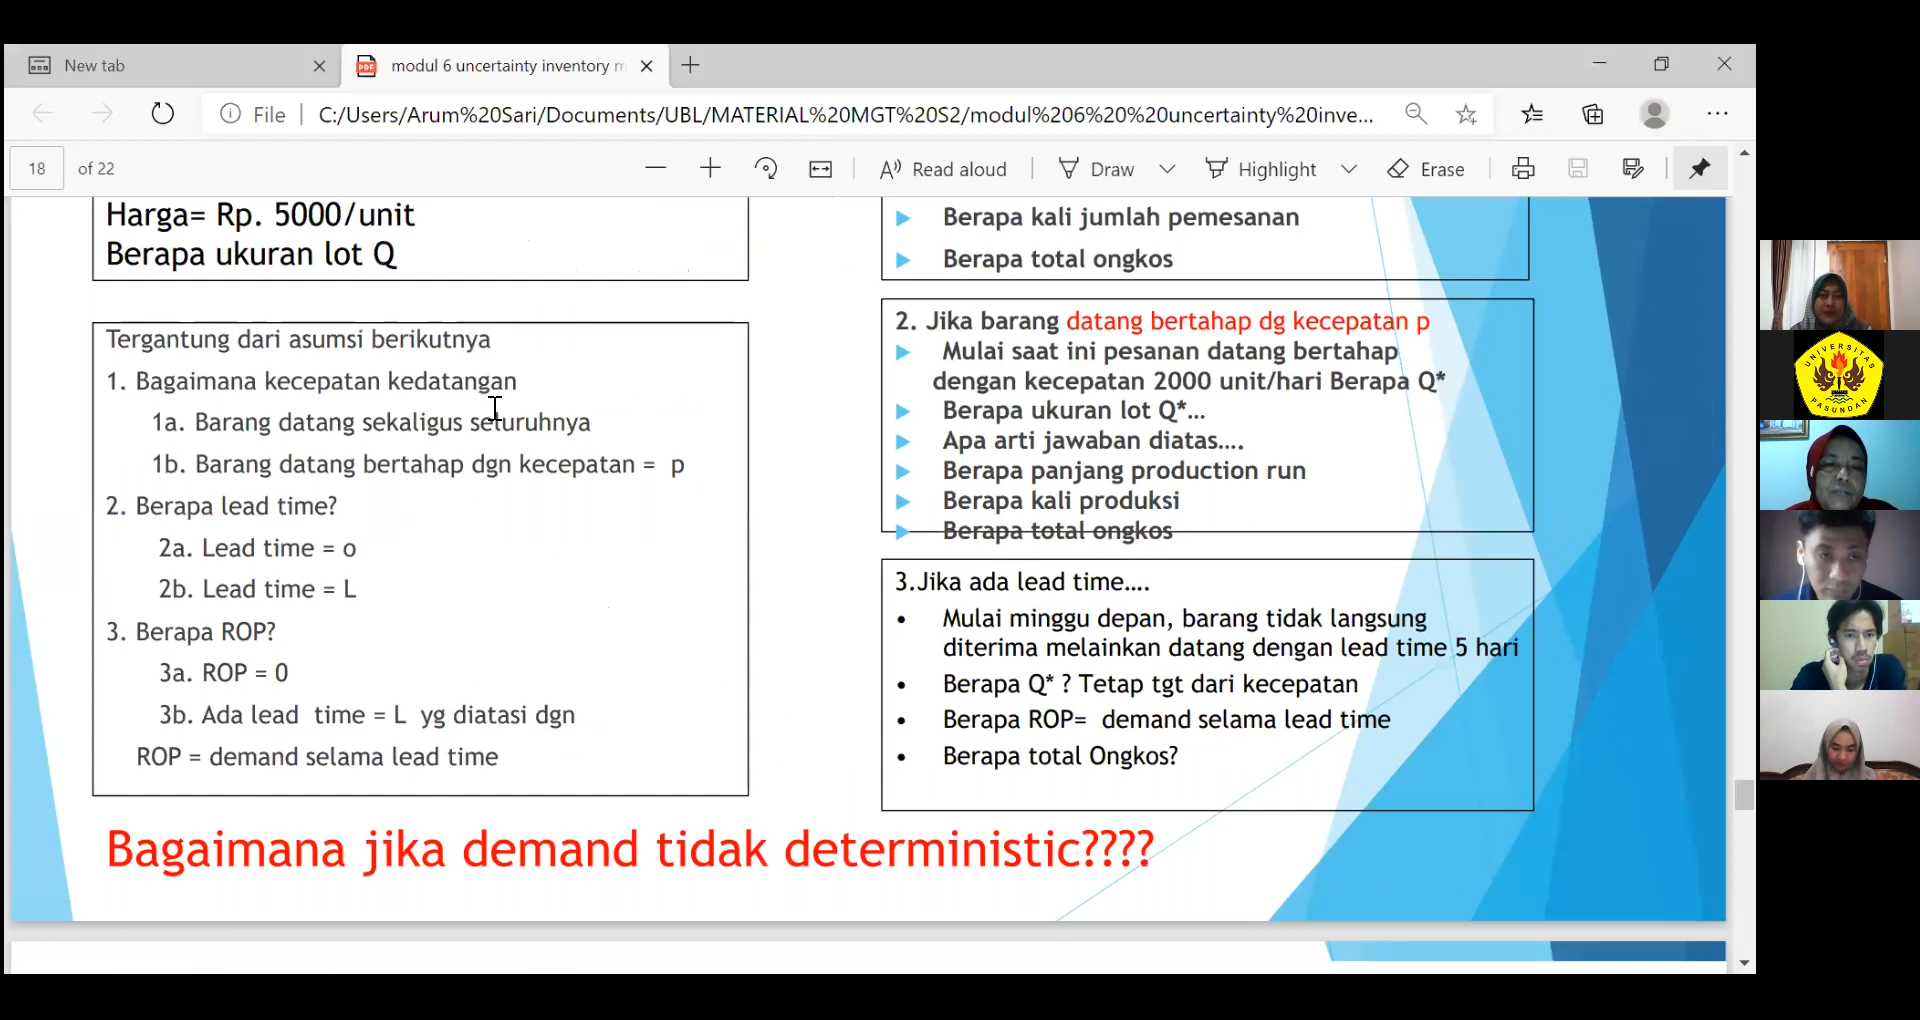 New tab
modul 6 uncertainty inventory m
File
C:/Users/Arum%20Sari/Documents/UBL/MATERIAL%20MGT%20S2/modul%206%20%20uncertainty%20inve...
18
of 22
Read aloud
Draw
Highlight
Erase
Harga= Rp. 5000/unit
Berapa ukuran lot Q
Tergantung dari asumsi berikutnya
1. Bagaimana kecepatan kedatangan
1a. Barang datang sekaligus seluruhnya
1b. Barang datang bertahap dgn kecepatan = p
2. Berapa lead time?
2a. Lead time = o
2b. Lead time = L
3. Berapa ROP?
3a. ROP = 0
3b. Ada lead time = L yg diatasi dgn
ROP = demand selama lead time
Berapa kali jumlah pemesanan
Berapa total ongkos
2. Jika barang datang bertahap dg kecepatan p
Mulai saat ini pesanan datang bertahap
dengan kecepatan 2000 unit/hari Berapa Q*
Berapa ukuran lot Q*...
Apa arti jawaban diatas....
Berapa panjang production run
Berapa kali produksi
Berapa total ongkos
3.Jika ada lead time....
• Mulai minggu depan, barang tidak langsung
diterima melainkan datang dengan lead time 5 hari
• Berapa Q* ? Tetap tgt dari kecepatan
• Berapa ROP= demand selama lead time
• Berapa total Ongkos?
Bagaimana jika demand tidak deterministic????
UNIVERSITAS
PASUNDAN